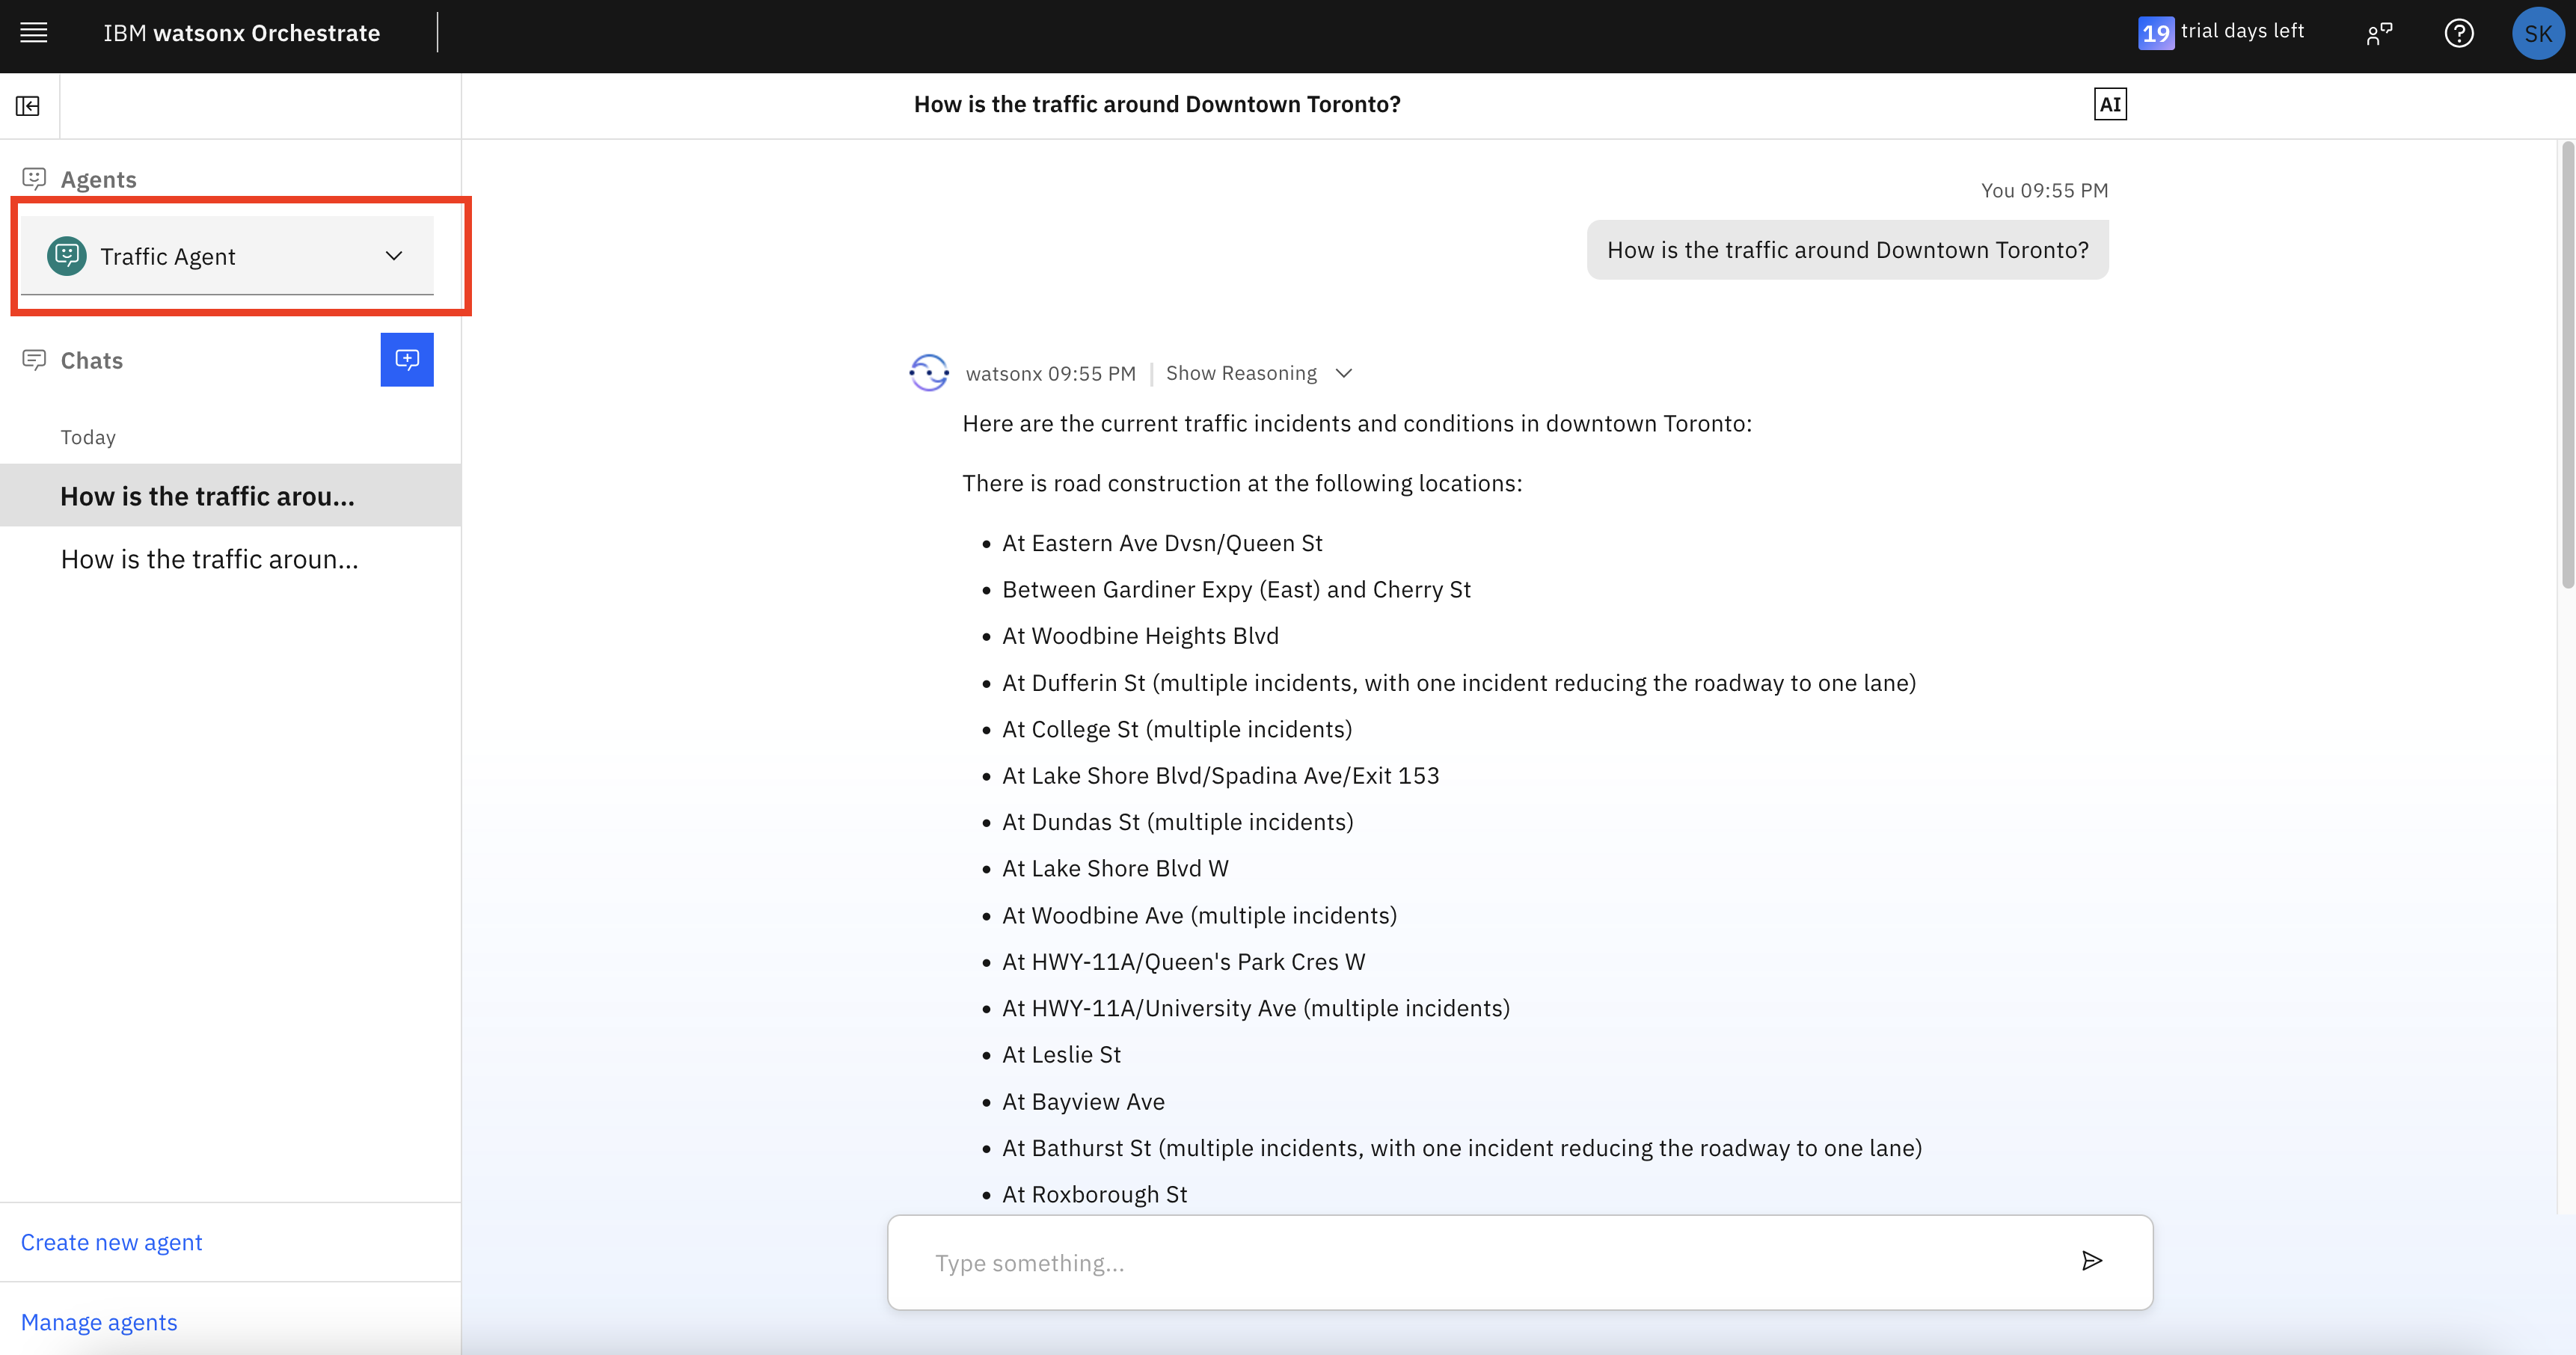 IBM watsonx Orchestrate
19 trial days left
SK
How is the traffic around Downtown Toronto?
AI
Agents
Traffic Agent
Chats
Today
How is the traffic arou...
How is the traffic aroun...
Create new agent
Manage agents
You 09:55 PM
How is the traffic around Downtown Toronto?
watsonx 09:55 PM | Show Reasoning
Here are the current traffic incidents and conditions in downtown Toronto:
There is road construction at the following locations:
• At Eastern Ave Dvsn/Queen St
• Between Gardiner Expy (East) and Cherry St
• At Woodbine Heights Blvd
• At Dufferin St (multiple incidents, with one incident reducing the roadway to one lane)
• At College St (multiple incidents)
• At Lake Shore Blvd/Spadina Ave/Exit 153
• At Dundas St (multiple incidents)
• At Lake Shore Blvd W
• At Woodbine Ave (multiple incidents)
• At HWY-11A/Queen's Park Cres W
• At HWY-11A/University Ave (multiple incidents)
• At Leslie St
• At Bayview Ave
• At Bathurst St (multiple incidents, with one incident reducing the roadway to one lane)
• At Roxborough St
Type something...